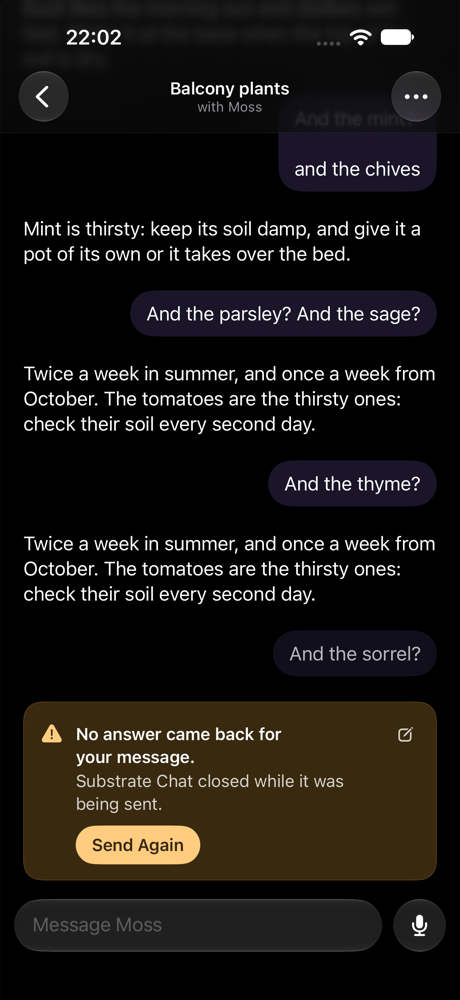 22:02
Balcony plants
with Moss
And the mint?
and the chives
Mint is thirsty: keep its soil damp, and give it a
pot of its own or it takes over the bed.
And the parsley? And the sage?
Twice a week in summer, and once a week from
October. The tomatoes are the thirsty ones:
check their soil every second day.
And the thyme?
Twice a week in summer, and once a week from
October. The tomatoes are the thirsty ones:
check their soil every second day.
And the sorrel?
No answer came back for
your message.
Substrate Chat closed while it was
being sent.
Send Again
Message Moss